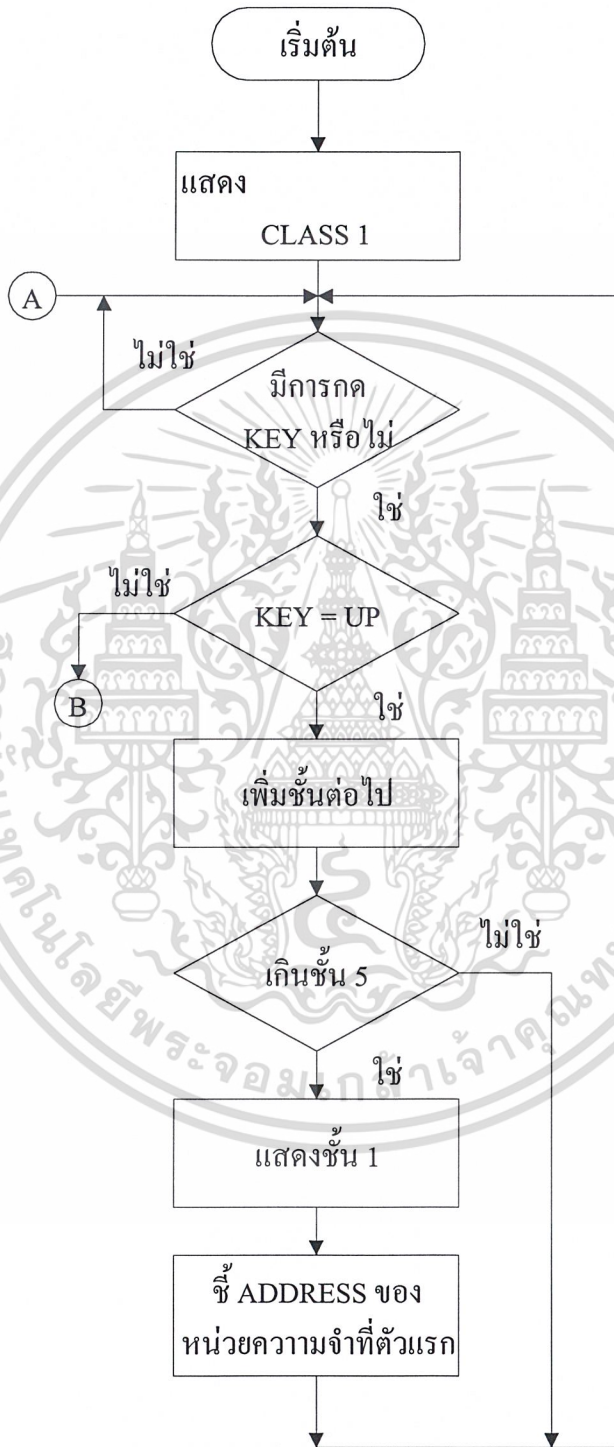 เริ่มต้น
แสดง
CLASS 1
A
ไม่ใช่
มีการกด
KEY หรือไม่
ใช่
ไม่ใช่
KEY = UP
B
ใช่
เพิ่มชั้นต่อไป
ไม่ใช่
เกินชั้น 5
ใช่
แสดงชั้น 1
ชี้ ADDRESS ของ
หน่วยความจำที่ตัวแรก